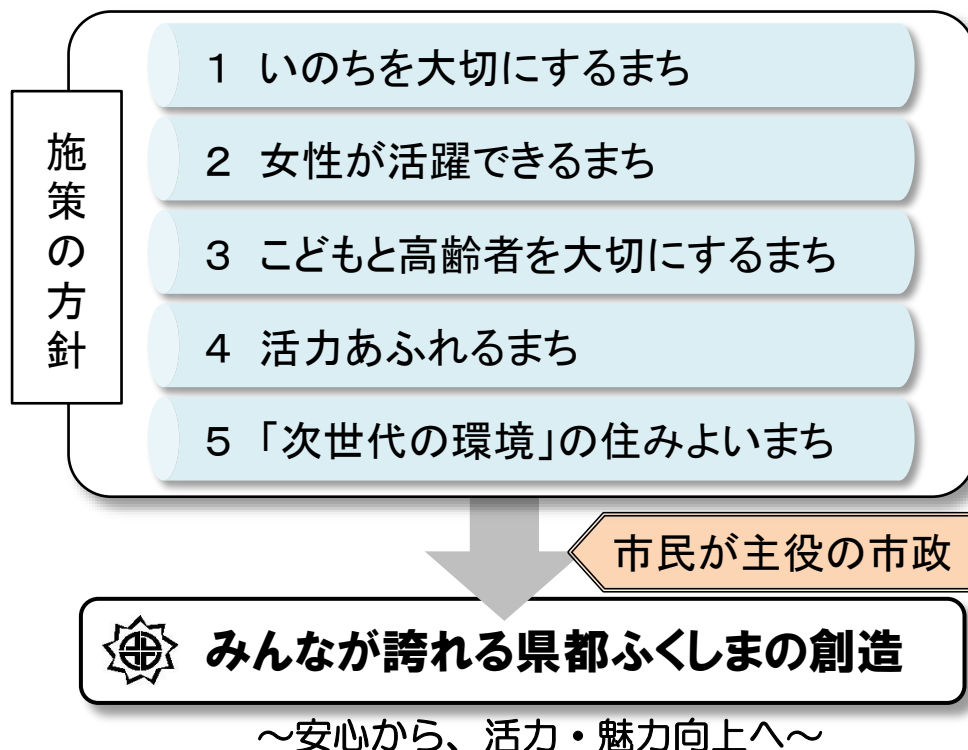 施策の方針
1 いのちを大切にするまち
2 女性が活躍できるまち
3 こどもと高齢者を大切にするまち
4 活力あふれるまち
5 「次世代の環境」の住みよいまち
市民が主役の市政
みんなが誇れる県都ふくしまの創造
～安心から、活力・魅力向上へ～